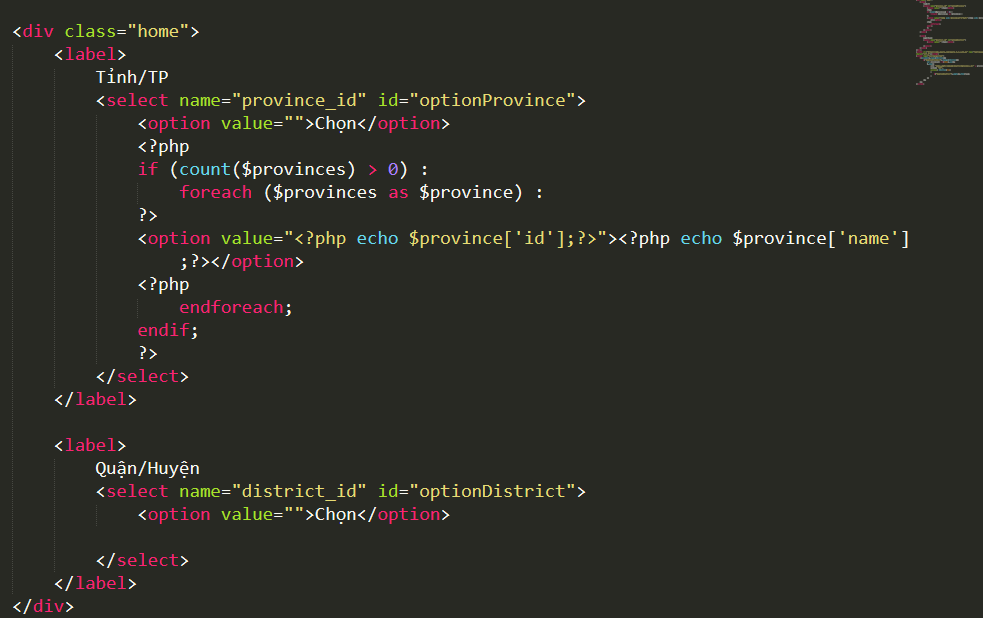 <div class="home">
<label>
Tỉnh/TP
<select name="province_id" id="optionProvince">
<option value="">Chọn</option>
<?php
if (count($provinces) > 0) :
foreach ($provinces as $province) :
?>
<option value="<?php echo $province['id'];?>"><?php echo $province['name']
;?></option>
<?php
endforeach;
endif;
?>
</select>
</label>
<label>
Quận/Huyện
<select name="district_id" id="optionDistrict">
<option value="">Chọn</option>
</select>
</label>
</div>